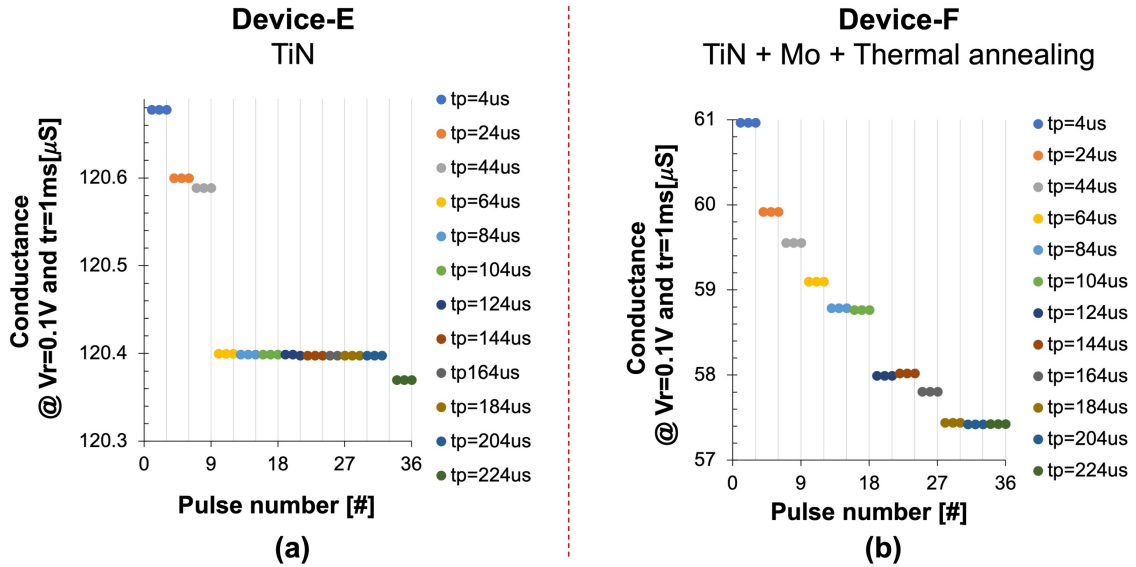 Device-E
TiN
Conductance
@ Vr=0.1V and tr=1ms[μS]
120.6
120.5
120.4
120.3
0
9
18
27
36
Pulse number [#]
tp=4us
tp=24us
tp=44us
tp=64us
tp=84us
tp=104us
tp=124us
tp=144us
tp164us
tp=184us
tp=204us
tp=224us
(a)
Device-F
TiN + Mo + Thermal annealing
Conductance
@ Vr=0.1V and tr=1ms[μS]
61
60
59
58
57
0
9
18
27
36
Pulse number [#]
tp=4us
tp=24us
tp=44us
tp=64us
tp=84us
tp=104us
tp=124us
tp=144us
tp=164us
tp=184us
tp=204us
tp=224us
(b)